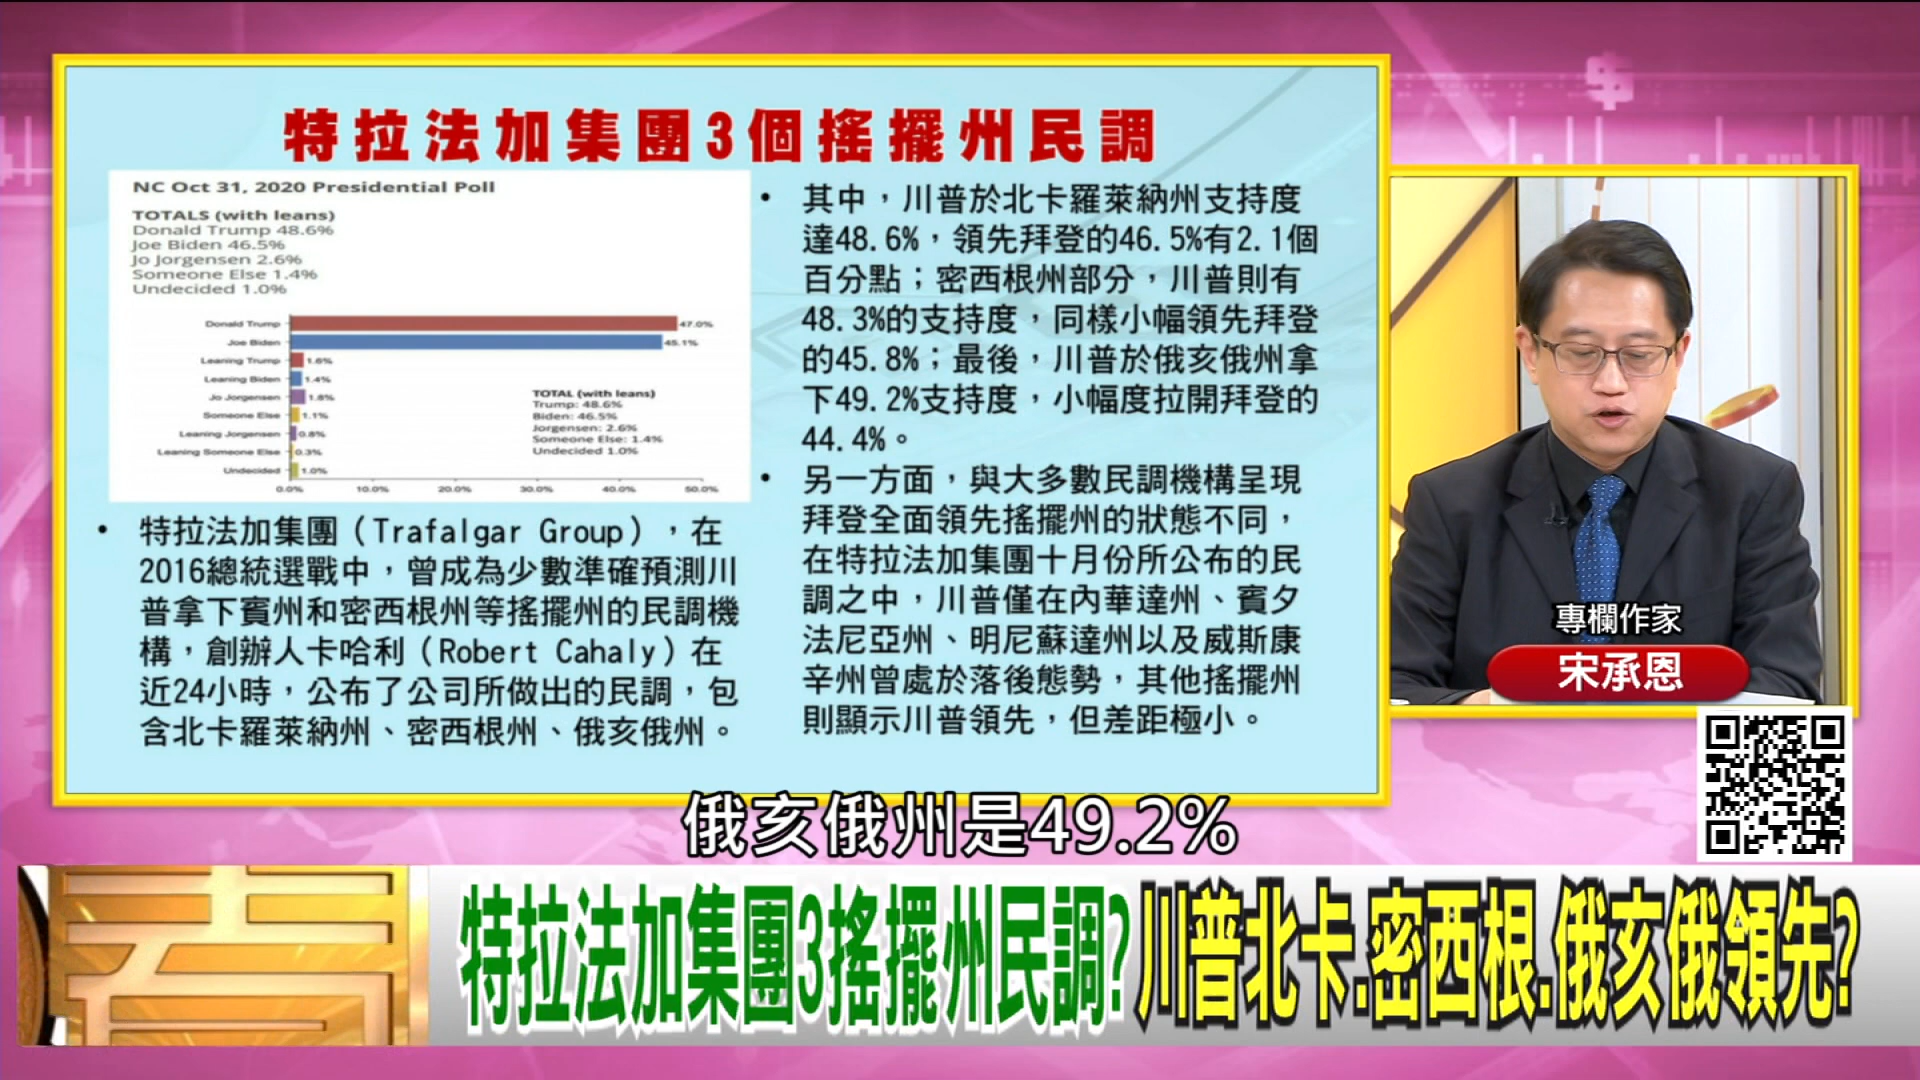 特拉法加集團3個搖擺州民調
NC Oct 31, 2020 Presidential Poll
TOTALS (with leans)
Donald Trump 48.6%
Joe Biden 46.5%
Jo Jorgensen 2.6%
Someone Else 1.4%
Undecided 1.0%
Donald Trump 47.0%
Joe Biden 45.1%
Leaning Trump 1.6%
Leaning Biden 1.4%
Jo Jorgensen 1.8%
Someone Else 1.1%
Leaning Jorgensen 0.8%
Leaning Someone Else 0.3%
Undecided 1.0%
0.0% 10.0% 20.0% 30.0% 40.0% 50.0%
TOTAL (with leans)
Trump: 48.6%
Biden: 46.5%
Jorgensen: 2.6%
Someone Else: 1.4%
Undecided 1.0%
• 特拉法加集團（Trafalgar Group），在
2016總統選戰中，曾成為少數準確預測川
普拿下賓州和密西根州等搖擺州的民調機
構，創辦人卡哈利（Robert Cahaly）在
近24小時，公布了公司所做出的民調，包
含北卡羅萊納州、密西根州、俄亥俄州。
• 其中，川普於北卡羅萊納州支持度
達48.6%，領先拜登的46.5%有2.1個
百分點；密西根州部分，川普則有
48.3%的支持度，同樣小幅領先拜登
的45.8%；最後，川普於俄亥俄州拿
下49.2%支持度，小幅度拉開拜登的
44.4%。
• 另一方面，與大多數民調機構呈現
拜登全面領先搖擺州的狀態不同，
在特拉法加集團十月份所公布的民
調之中，川普僅在內華達州、賓夕
法尼亞州、明尼蘇達州以及威斯康
辛州曾處於落後態勢，其他搖擺州
則顯示川普領先，但差距極小。
專欄作家
宋承恩
俄亥俄州是49.2%
特拉法加集團3搖擺州民調?川普北卡.密西根.俄亥俄領先?